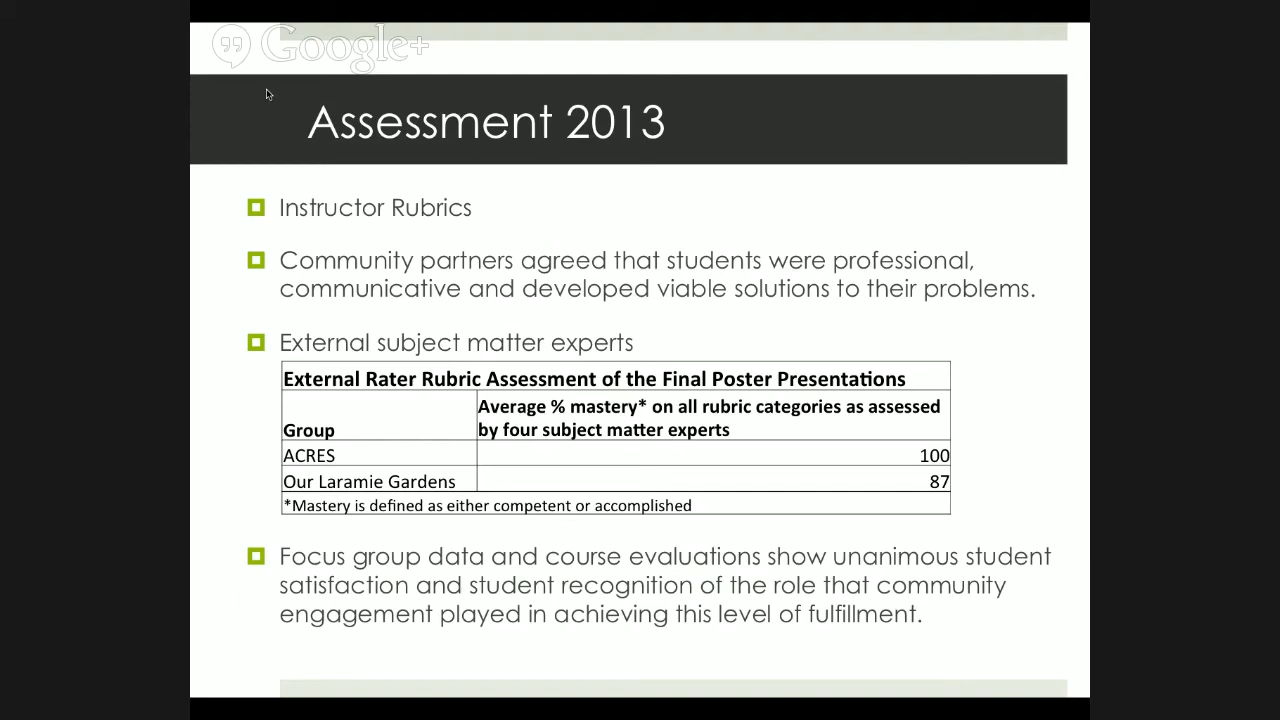 Google+
Assessment 2013
Instructor Rubrics
Community partners agreed that students were professional,
communicative and developed viable solutions to their problems.
External subject matter experts
External Rater Rubric Assessment of the Final Poster Presentations
Group
Average % mastery* on all rubric categories as assessed
by four subject matter experts
ACRES 100
Our Laramie Gardens 87
*Mastery is defined as either competent or accomplished
Focus group data and course evaluations show unanimous student
satisfaction and student recognition of the role that community
engagement played in achieving this level of fulfillment.